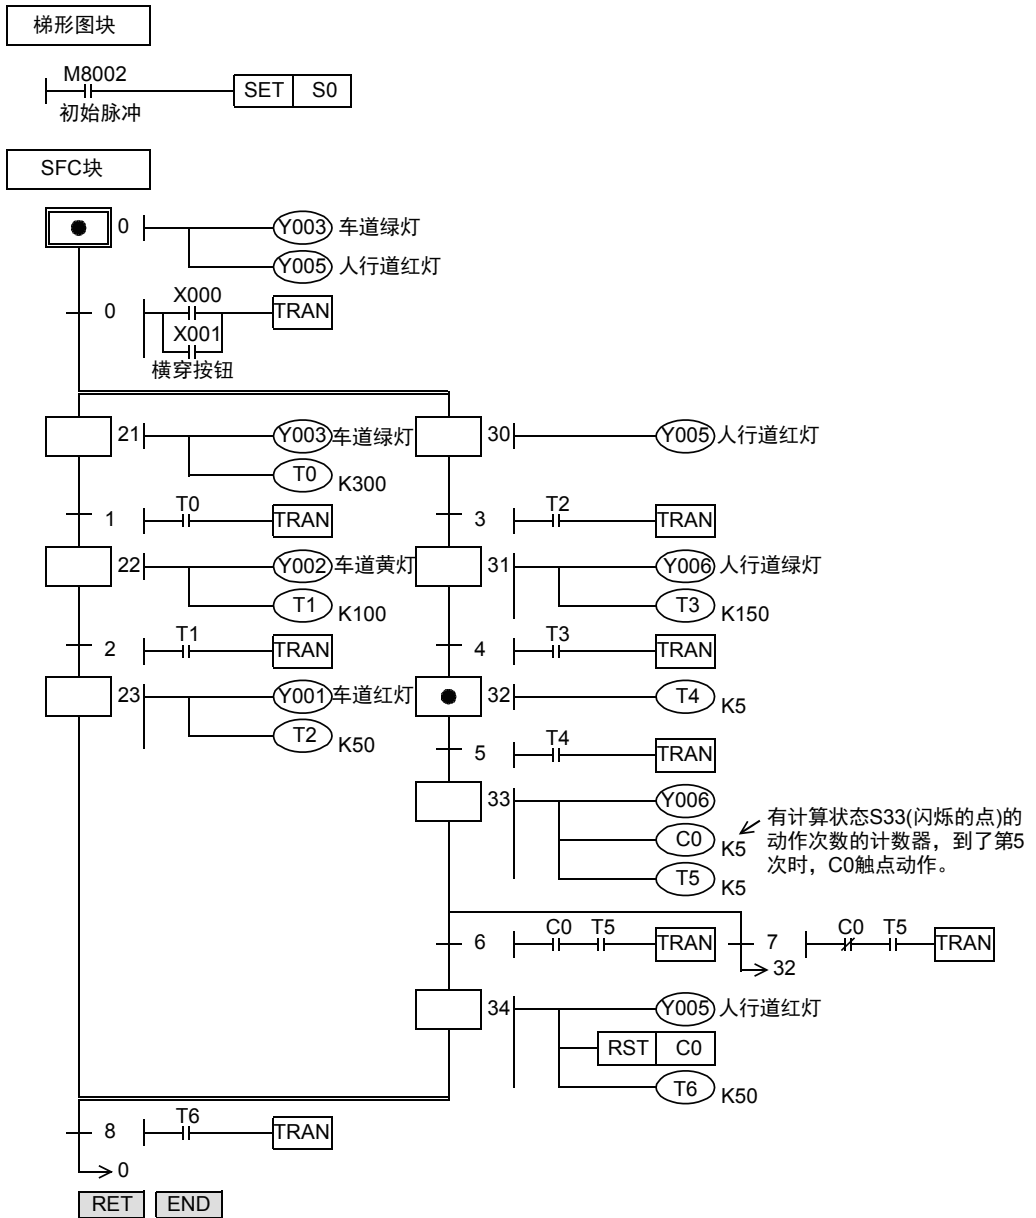 梯形图块
M8002
初始脉冲
SET S0
SFC块
0 Y003 车道绿灯
Y005 人行道红灯
0 X000 TRAN
X001
横穿按钮
21 Y003 车道绿灯 30 Y005 人行道红灯
T0 K300
1 T0 TRAN 3 T2 TRAN
22 Y002 车道黄灯 31 Y006 人行道绿灯
T1 K100 T3 K150
2 T1 TRAN 4 T3 TRAN
23 Y001 车道红灯 32 T4 K5
T2 K50
5 T4 TRAN
33 Y006
C0 K5
T5 K5
有计算状态S33(闪烁的点)的
动作次数的计数器，到了第5
次时，C0触点动作。
6 C0 T5 TRAN 7 C0 T5 TRAN
32
34 Y005 人行道红灯
RST C0
T6 K50
8 T6 TRAN
0
RET END